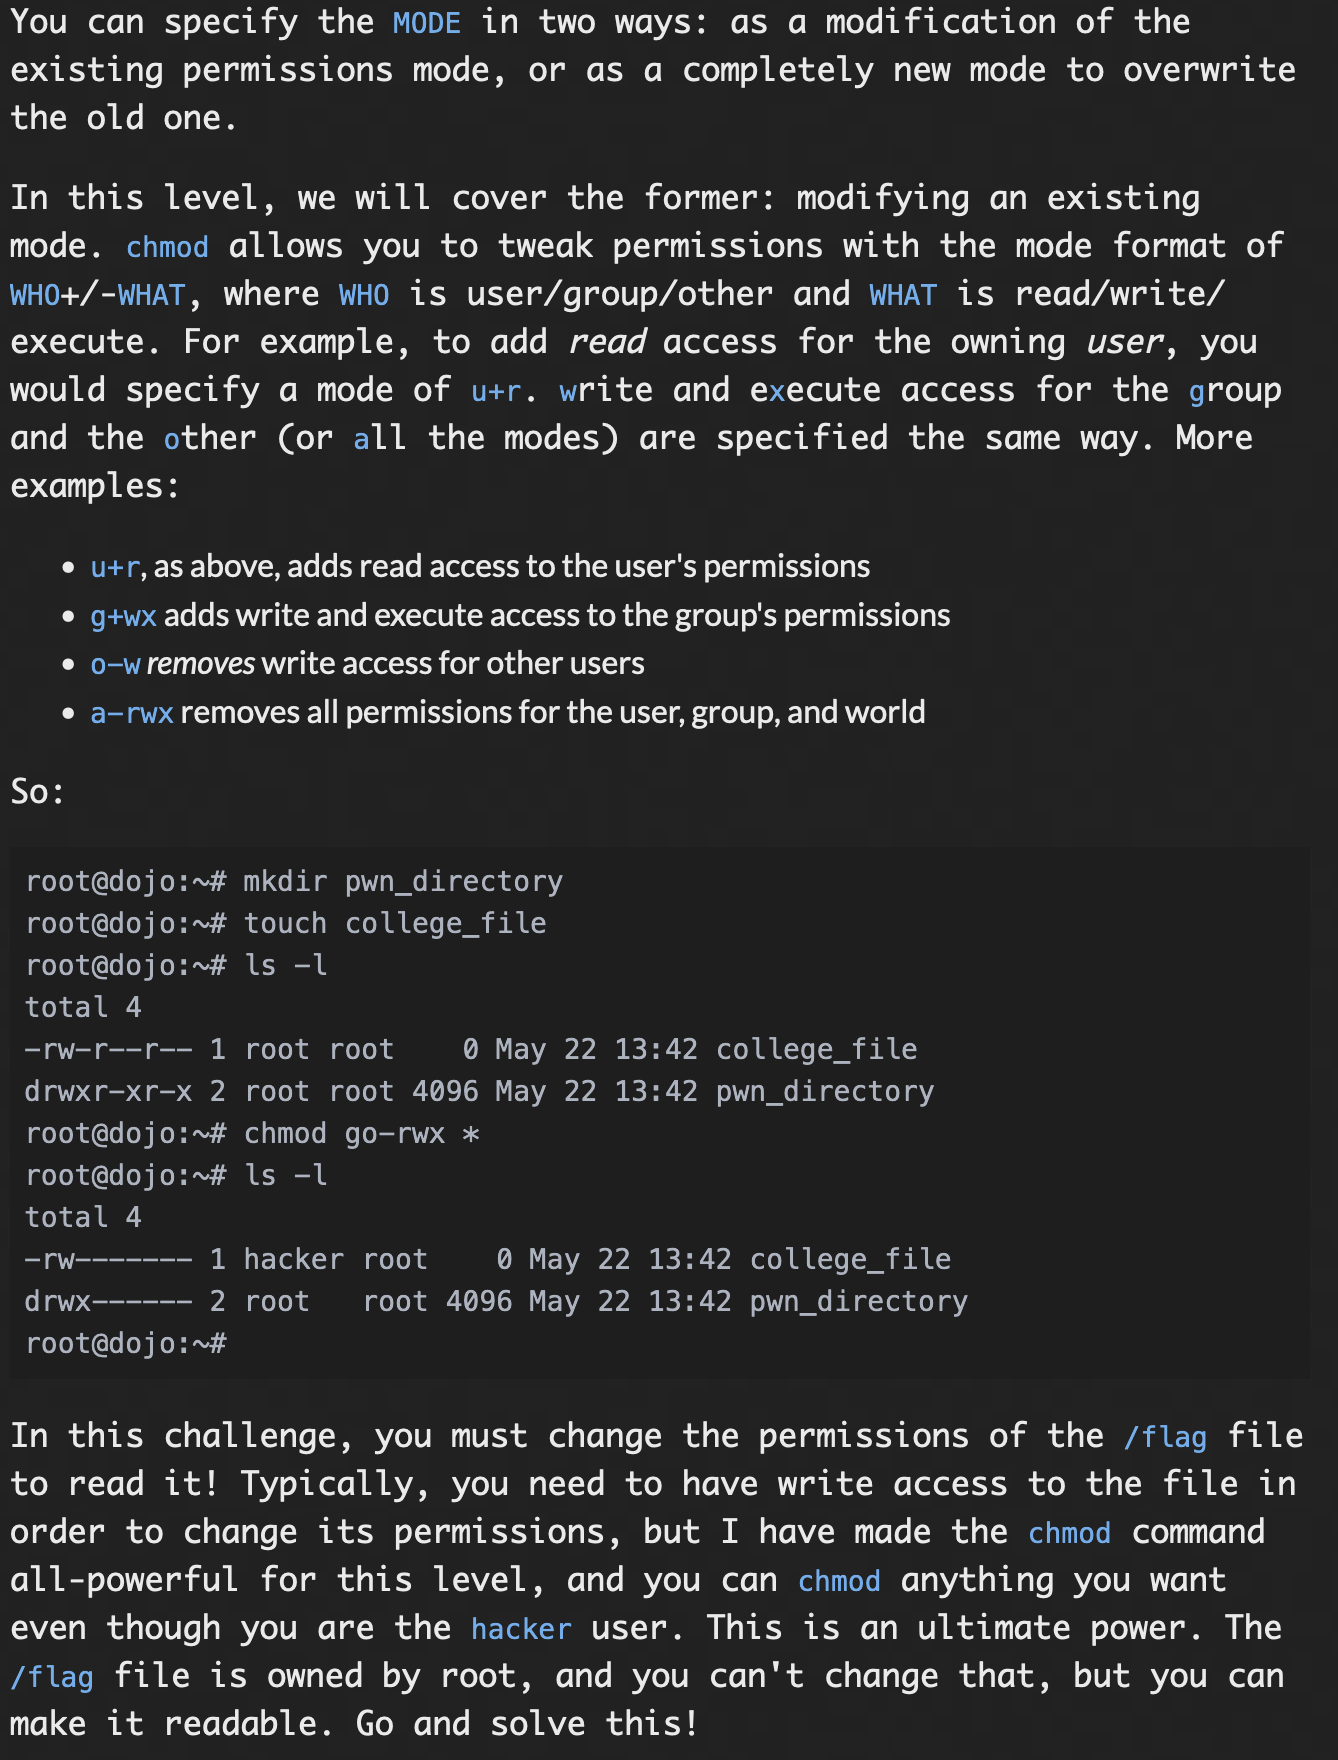 You can specify the MODE in two ways: as a modification of the
existing permissions mode, or as a completely new mode to overwrite
the old one.
In this level, we will cover the former: modifying an existing
mode. chmod allows you to tweak permissions with the mode format of
WHO+/-WHAT, where WHO is user/group/other and WHAT is read/write/
execute. For example, to add read access for the owning user, you
would specify a mode of u+r. write and execute access for the group
and the other (or all the modes) are specified the same way. More
examples:
• u+r, as above, adds read access to the user's permissions
• g+wx adds write and execute access to the group's permissions
• o-w removes write access for other users
• a-rwx removes all permissions for the user, group, and world
So:
root@dojo:~# mkdir pwn_directory
root@dojo:~# touch college_file
root@dojo:~# ls -l
total 4
-rw-r--r-- 1 root root    0 May 22 13:42 college_file
drwxr-xr-x 2 root root 4096 May 22 13:42 pwn_directory
root@dojo:~# chmod go-rwx *
root@dojo:~# ls -l
total 4
-rw------- 1 hacker root    0 May 22 13:42 college_file
drwx------ 2 root   root 4096 May 22 13:42 pwn_directory
root@dojo:~#
In this challenge, you must change the permissions of the /flag file
to read it! Typically, you need to have write access to the file in
order to change its permissions, but I have made the chmod command
all-powerful for this level, and you can chmod anything you want
even though you are the hacker user. This is an ultimate power. The
/flag file is owned by root, and you can't change that, but you can
make it readable. Go and solve this!